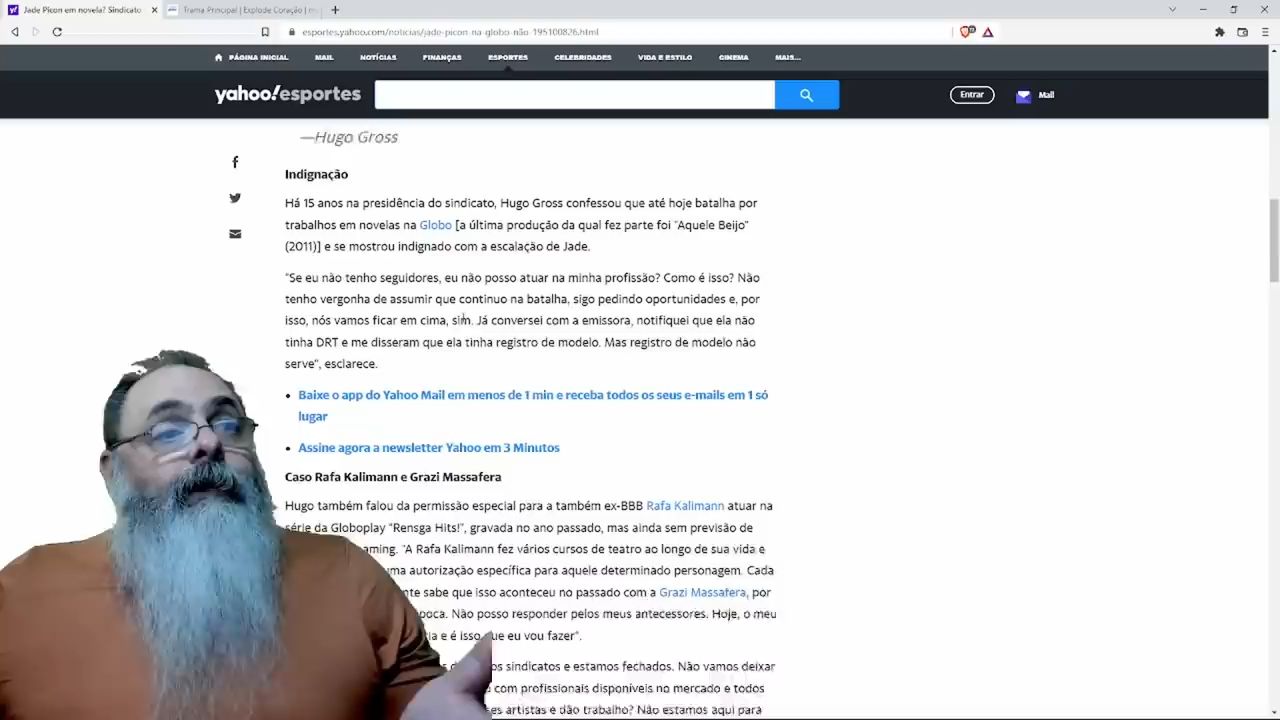 Jade Picon em novela? Sindicato
Trama Principal | Explode Coração |
esportes.yahoo.com/noticias/jade-picon-na-globo-não-195100826.html
PÁGINA INICIAL MAIL NOTÍCIAS FINANÇAS ESPORTES CELEBRIDADES VIDA E ESTILO CINEMA MAIS...
yahoo!esportes
Entrar
Mail
—Hugo Gross
Indignação
Há 15 anos na presidência do sindicato, Hugo Gross confessou que até hoje batalha por
trabalhos em novelas na Globo [a última produção da qual fez parte foi "Aquele Beijo"
(2011)] e se mostrou indignado com a escalação de Jade.
"Se eu não tenho seguidores, eu não posso atuar na minha profissão? Como é isso? Não
tenho vergonha de assumir que continuo na batalha, sigo pedindo oportunidades e, por
isso, nós vamos ficar em cima, sim. Já conversei com a emissora, notifiquei que ela não
tinha DRT e me disseram que ela tinha registro de modelo. Mas registro de modelo não
serve", esclarece.
Baixe o app do Yahoo Mail em menos de 1 min e receba todos os seus e-mails em 1 só
lugar
Assine agora a newsletter Yahoo em 3 Minutos
Caso Rafa Kalimann e Grazi Massafera
Hugo também falou da permissão especial para a também ex-BBB Rafa Kalimann atuar na
série da Globoplay "Rensga Hits!", gravada no ano passado, mas ainda sem previsão de
"A Rafa Kalimann fez vários cursos de teatro ao longo de sua vida e
uma autorização específica para aquele determinado personagem. Cada
sabe que isso aconteceu no passado com a Grazi Massafera, por
Não posso responder pelos meus antecessores. Hoje, o meu
e é isso que eu vou fazer".
sindicatos e estamos fechados. Não vamos deixar
com profissionais disponíveis no mercado e todos
artistas e dão trabalho? Não estamos aqui para